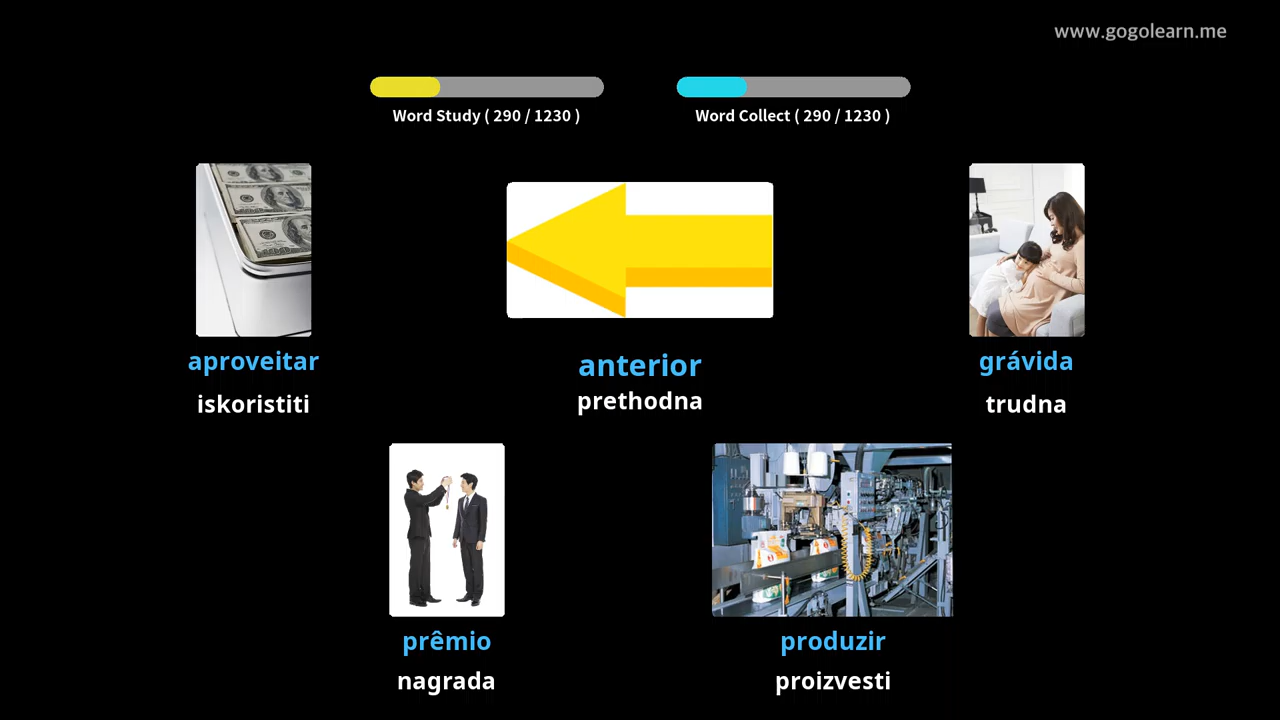 www.gogolearn.me
Word Study ( 290 / 1230 )
Word Collect ( 290 / 1230 )
aproveitar
iskoristiti
anterior
prethodna
grávida
trudna
prêmio
nagrada
produzir
proizvesti